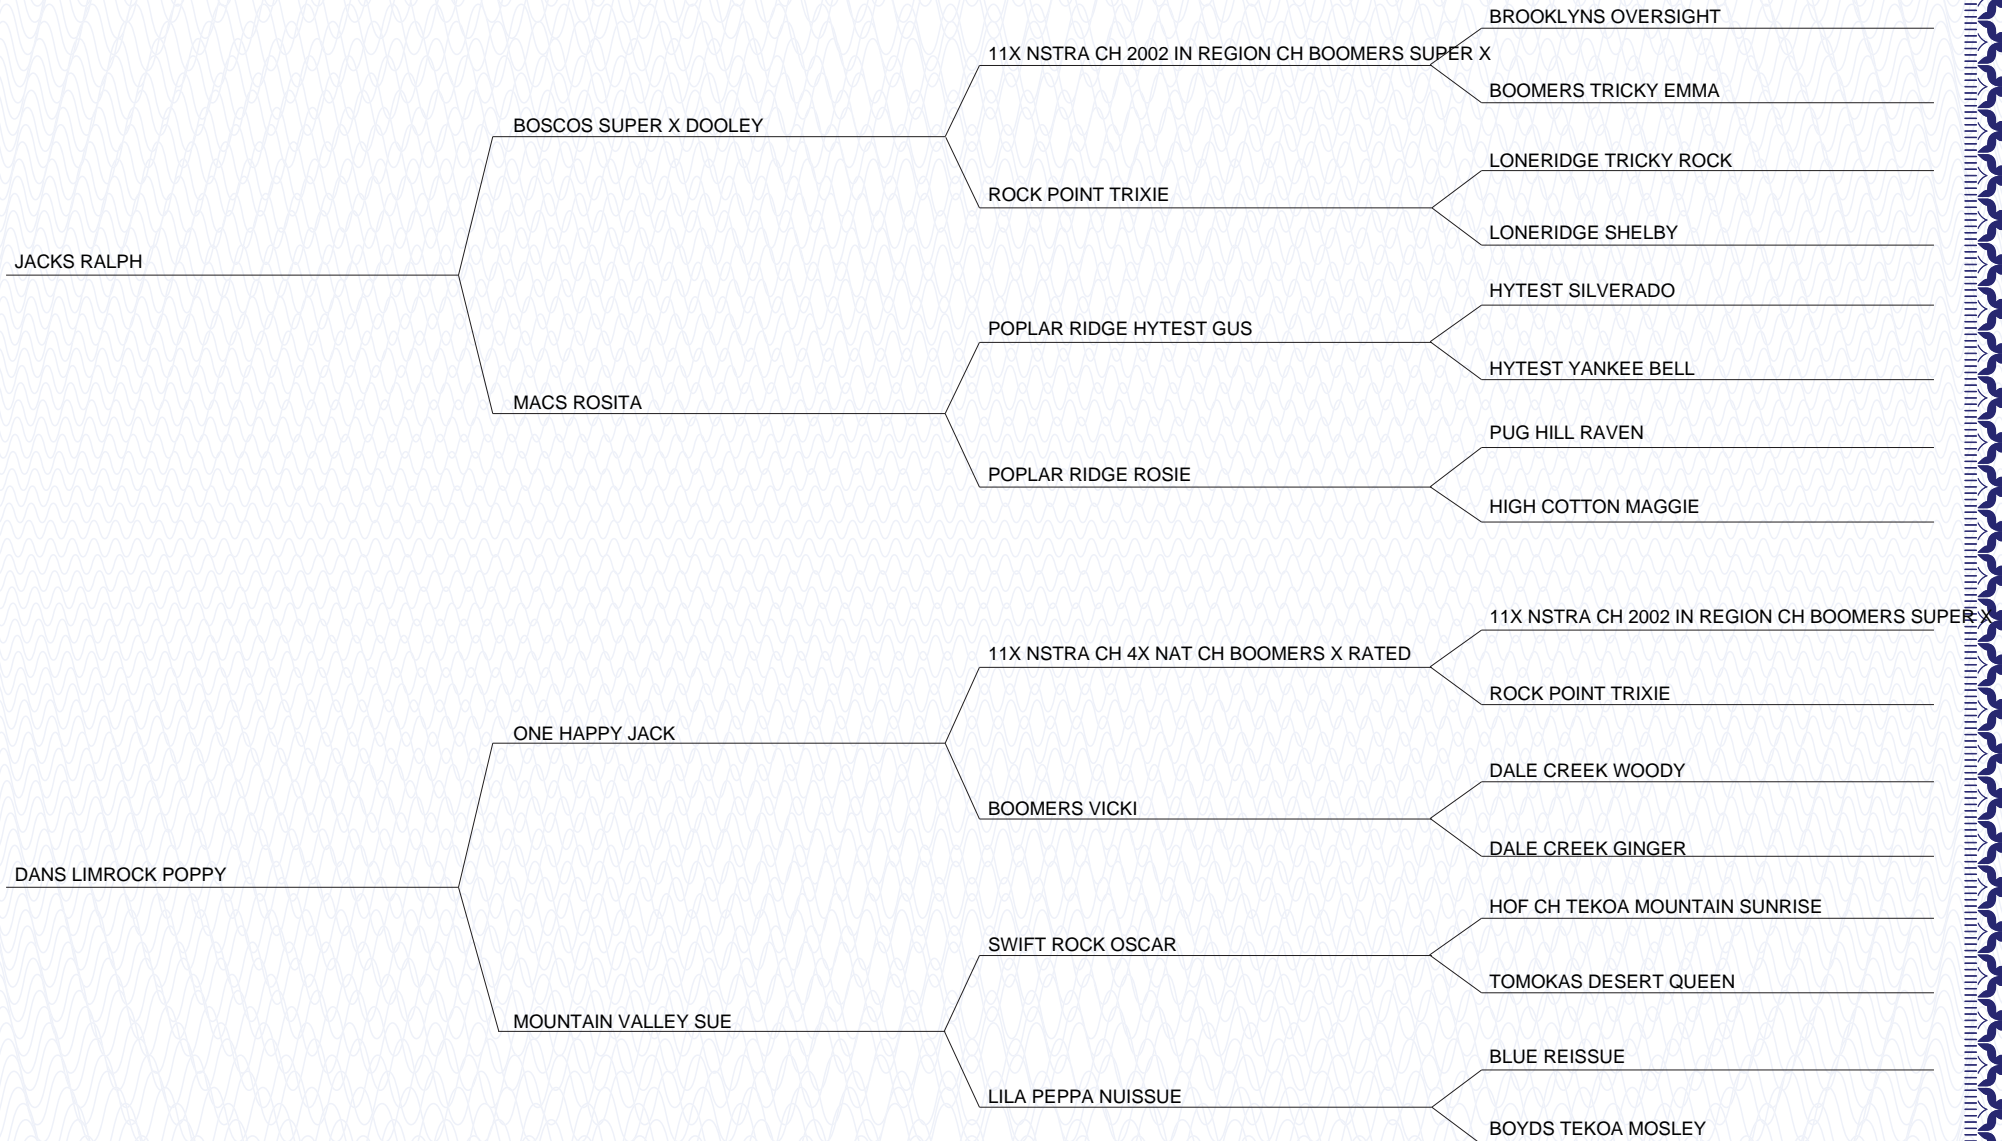 BROOKLYNS OVERSIGHT
11X NSTRA CH 2002 IN REGION CH BOOMERS SUPER X
BOOMERS TRICKY EMMA
BOSCOS SUPER X DOOLEY
LONERIDGE TRICKY ROCK
ROCK POINT TRIXIE
LONERIDGE SHELBY
JACKS RALPH
HYTEST SILVERADO
POPLAR RIDGE HYTEST GUS
HYTEST YANKEE BELL
MACS ROSITA
PUG HILL RAVEN
POPLAR RIDGE ROSIE
HIGH COTTON MAGGIE
11X NSTRA CH 2002 IN REGION CH BOOMERS SUPER X
11X NSTRA CH 4X NAT CH BOOMERS X RATED
ROCK POINT TRIXIE
ONE HAPPY JACK
DALE CREEK WOODY
BOOMERS VICKI
DALE CREEK GINGER
DANS LIMROCK POPPY
HOF CH TEKOA MOUNTAIN SUNRISE
SWIFT ROCK OSCAR
TOMOKAS DESERT QUEEN
MOUNTAIN VALLEY SUE
BLUE REISSUE
LILA PEPPA NUISSUE
BOYDS TEKOA MOSLEY